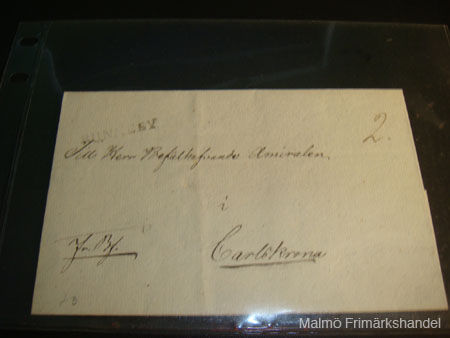 2.
Till Herr Befälhafvande Amiralen.
i
Carlskrona
Malmö Frimärkshandel